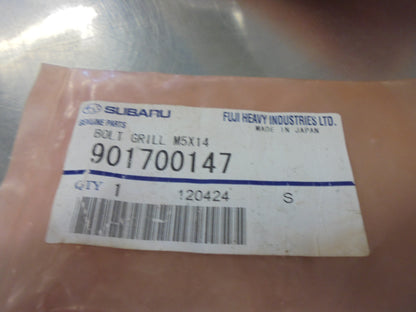 SUBARU FUJI HEAVY INDUSTRIES LTD.
GENUINE PARTS MADE IN JAPAN
BOLT GRILL M5X14
901700147
QTY 1 120424 S